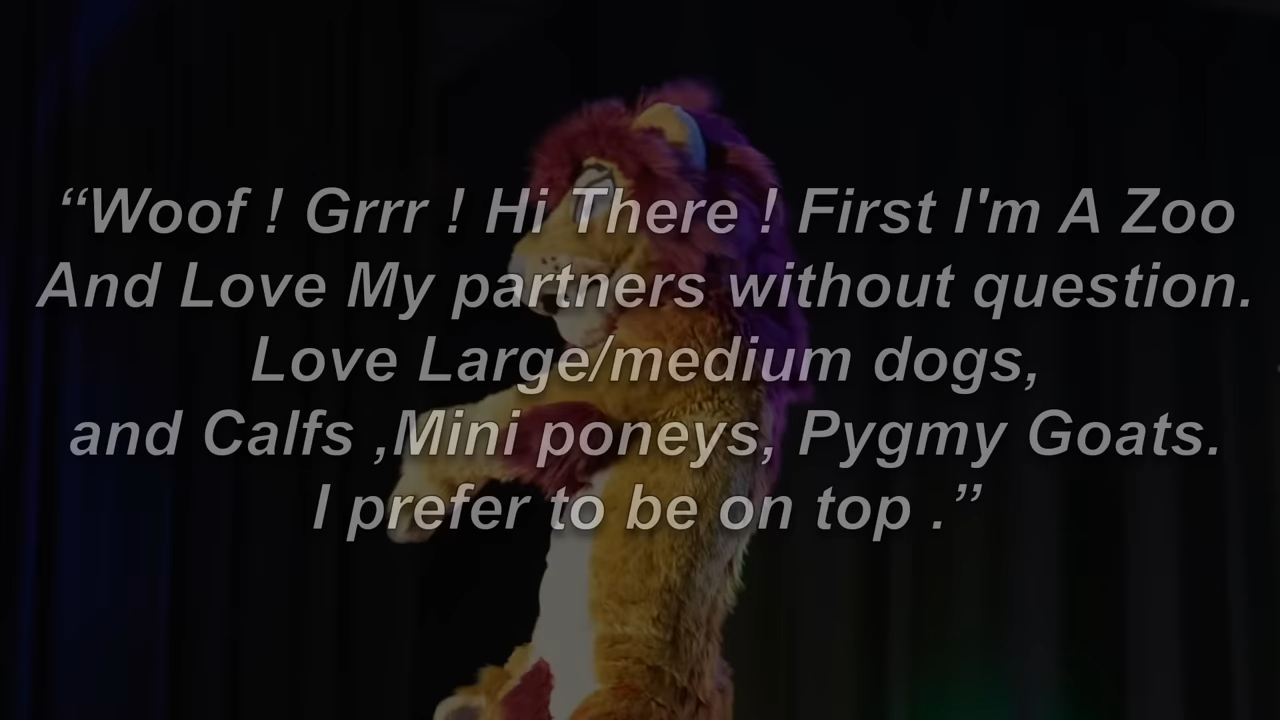 “Woof ! Grrr ! Hi There ! First I'm A Zoo
And Love My partners without question.
Love Large/medium dogs,
and Calfs ,Mini poneys, Pygmy Goats.
I prefer to be on top .”